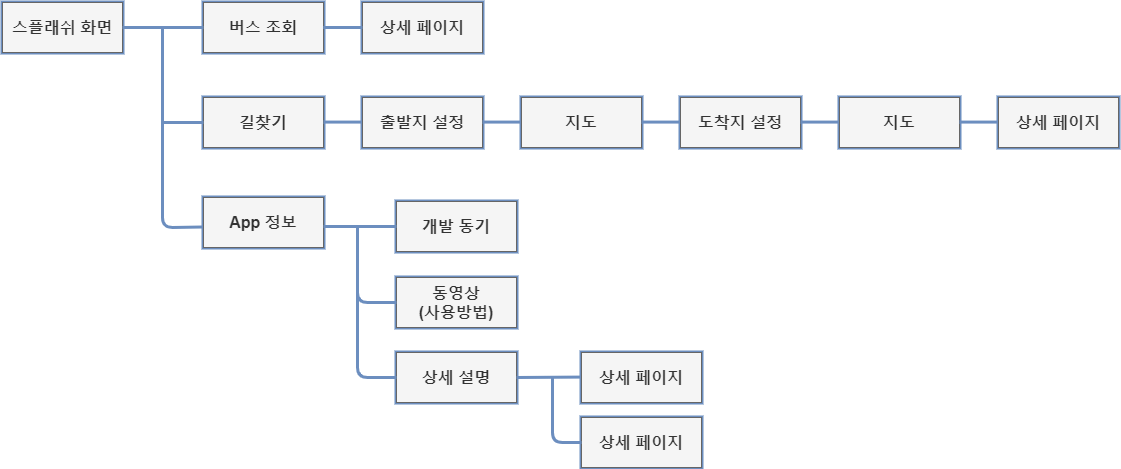 스플래쉬 화면
버스 조회
상세 페이지
길찾기
출발지 설정
지도
도착지 설정
지도
상세 페이지
App 정보
개발 동기
동영상
(사용방법)
상세 설명
상세 페이지
상세 페이지